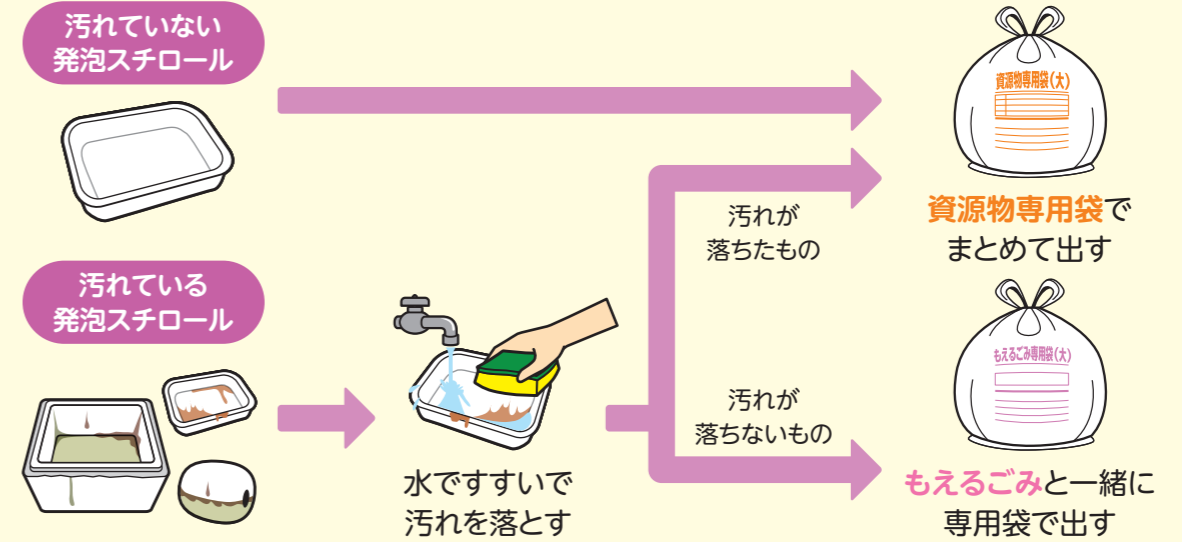 汚れていない
発泡スチロール
資源物専用袋(大)
資源物専用袋で
まとめて出す
汚れが
落ちたもの
汚れている
発泡スチロール
水ですすいで
汚れを落とす
汚れが
落ちないもの
もえるごみ専用袋(大)
もえるごみと一緒に
専用袋で出す